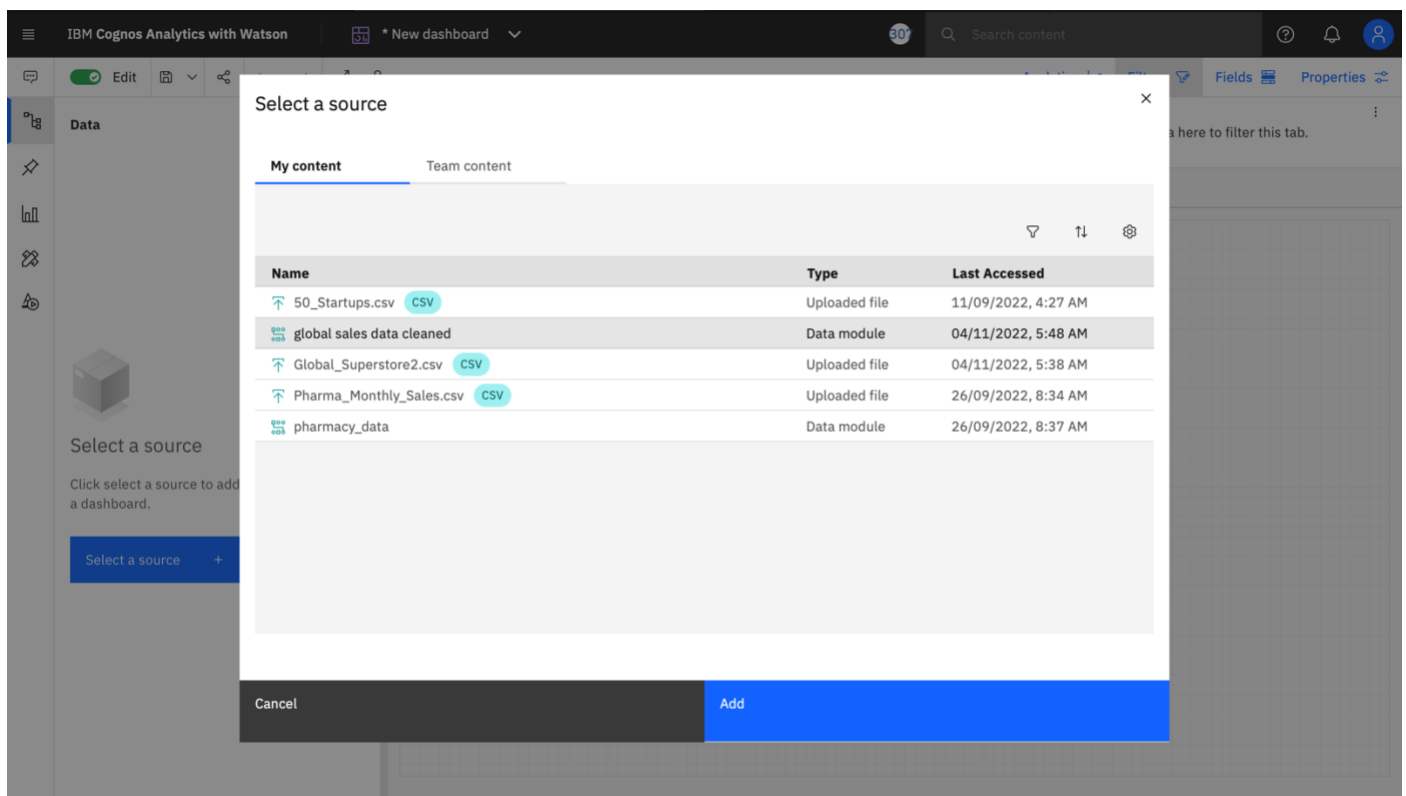 IBM Cognos Analytics with Watson
* New dashboard
30?
Search content
Edit
Fields
Properties
Data
Select a source
a here to filter this tab.
My content
Team content
Name Type Last Accessed
50_Startups.csv CSV Uploaded file 11/09/2022, 4:27 AM
global sales data cleaned Data module 04/11/2022, 5:48 AM
Global_Superstore2.csv CSV Uploaded file 04/11/2022, 5:38 AM
Pharma_Monthly_Sales.csv CSV Uploaded file 26/09/2022, 8:34 AM
pharmacy_data Data module 26/09/2022, 8:37 AM
Select a source
Click select a source to add
a dashboard.
Select a source +
Cancel
Add